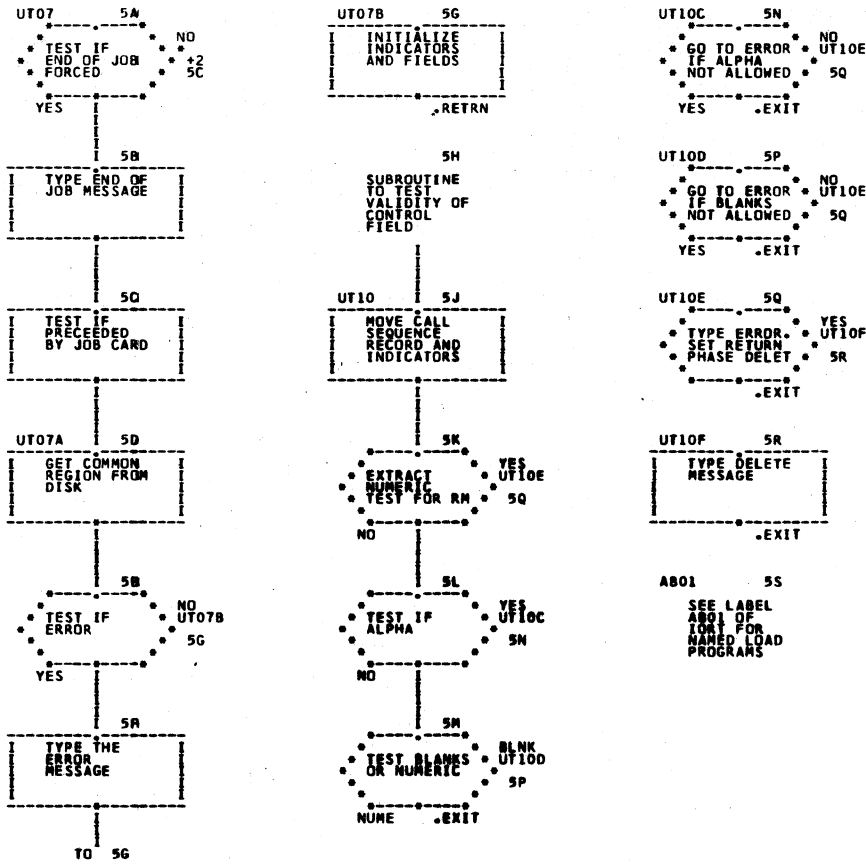 UT07 5A
TEST IF
END OF JOB
FORCED
NO
+2
5C
YES
5B
TYPE END OF
JOB MESSAGE
5C
TEST IF
PRECEEDED
BY JOB CARD
UT07A 5D
GET COMMON
REGION FROM
DISK
5E
TEST IF
ERROR
NO
UT07B
5G
YES
5F
TYPE THE
ERROR
MESSAGE
TO 5G
UT07B 5G
INITIALIZE
INDICATORS
AND FIELDS
.RETRN
5H
SUBROUTINE
TO TEST
VALIDITY OF
CONTROL
FIELD
UT10 5J
MOVE CALL
SEQUENCE
RECORD AND
INDICATORS
5K
EXTRACT
NUMERIC
TEST FOR RM
YES
UT10E
5Q
NO
5L
TEST IF
ALPHA
YES
UT10C
5N
NO
5M
TEST BLANKS
OR NUMERIC
BLNK
UT10D
5P
NUME .EXIT
UT10C 5N
GO TO ERROR
IF ALPHA
NOT ALLOWED
NO
UT10E
5Q
YES .EXIT
UT10D 5P
GO TO ERROR
IF BLANKS
NOT ALLOWED
NO
UT10E
5Q
YES .EXIT
UT10E 5Q
TYPE ERROR.
SET RETURN
PHASE DELET
YES
UT10F
5R
.EXIT
UT10F 5R
TYPE DELETE
MESSAGE
.EXIT
AB01 5S
SEE LABEL
AB01 OF
IORT FOR
NAMED LOAD
PROGRAMS